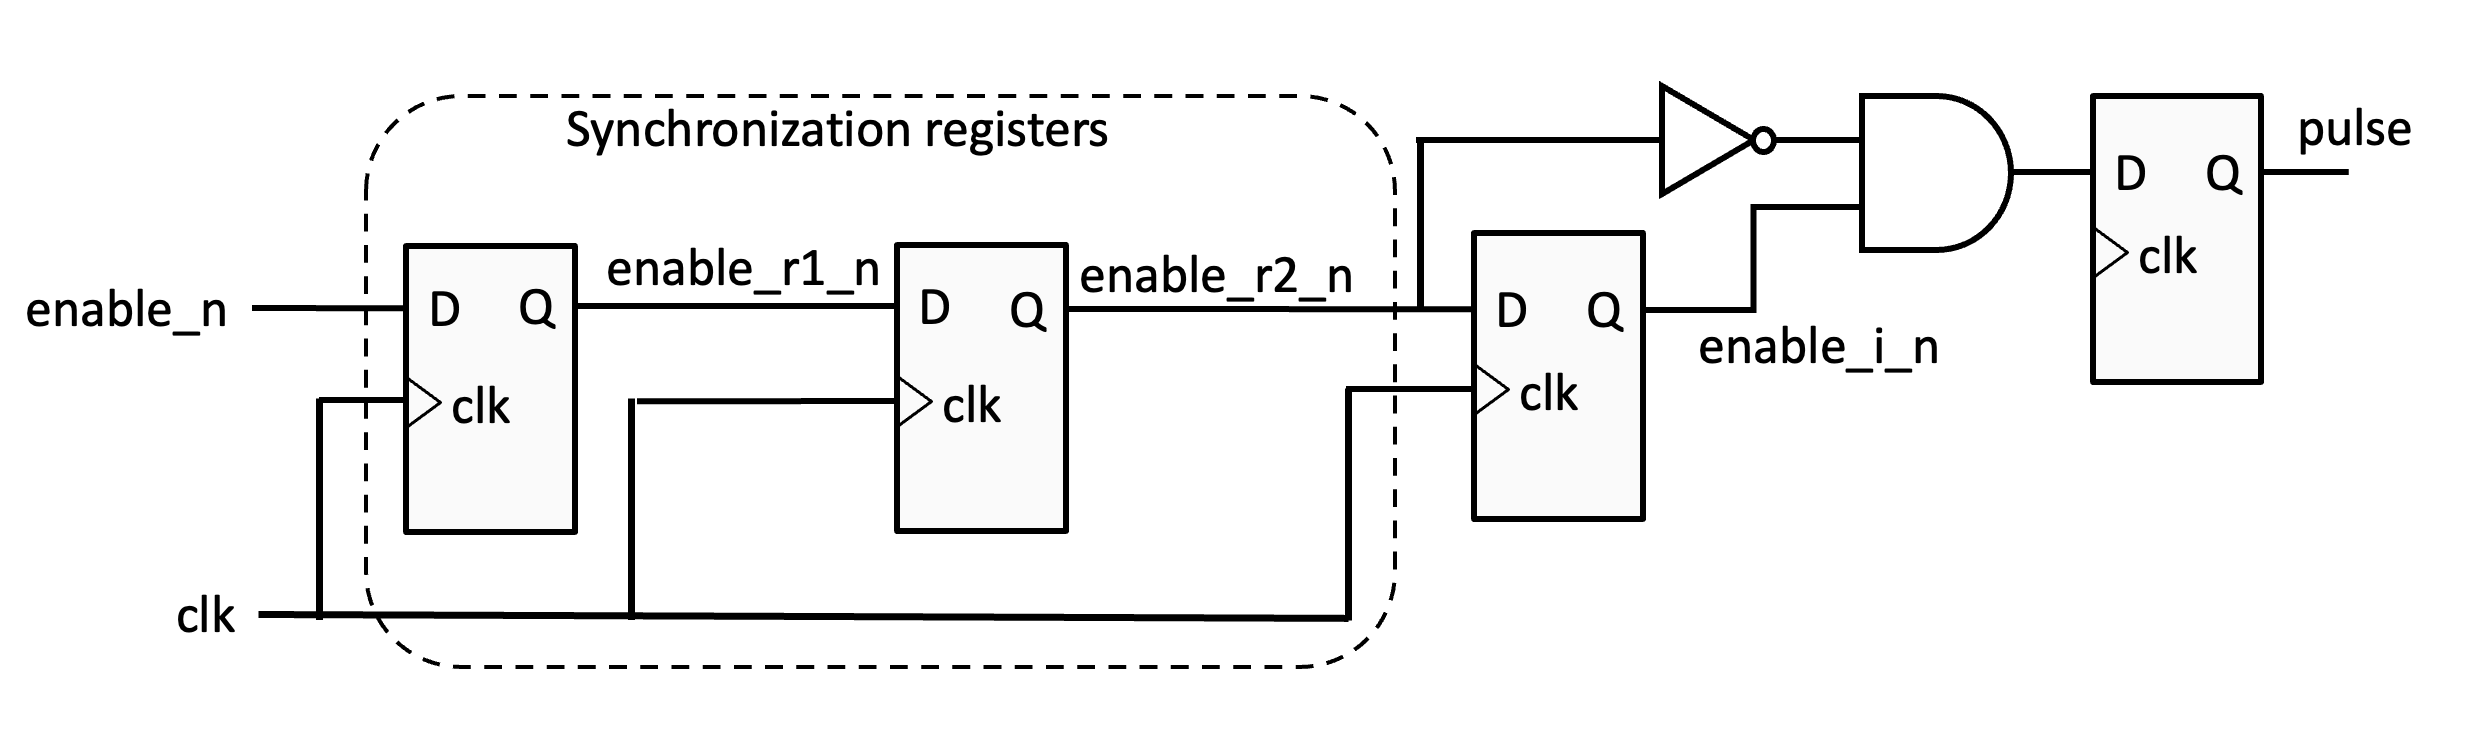 Synchronization registers
pulse
enable_n
D Q
clk
enable_r1_n
D Q
clk
enable_r2_n
D Q
clk
enable_i_n
D Q
clk
clk